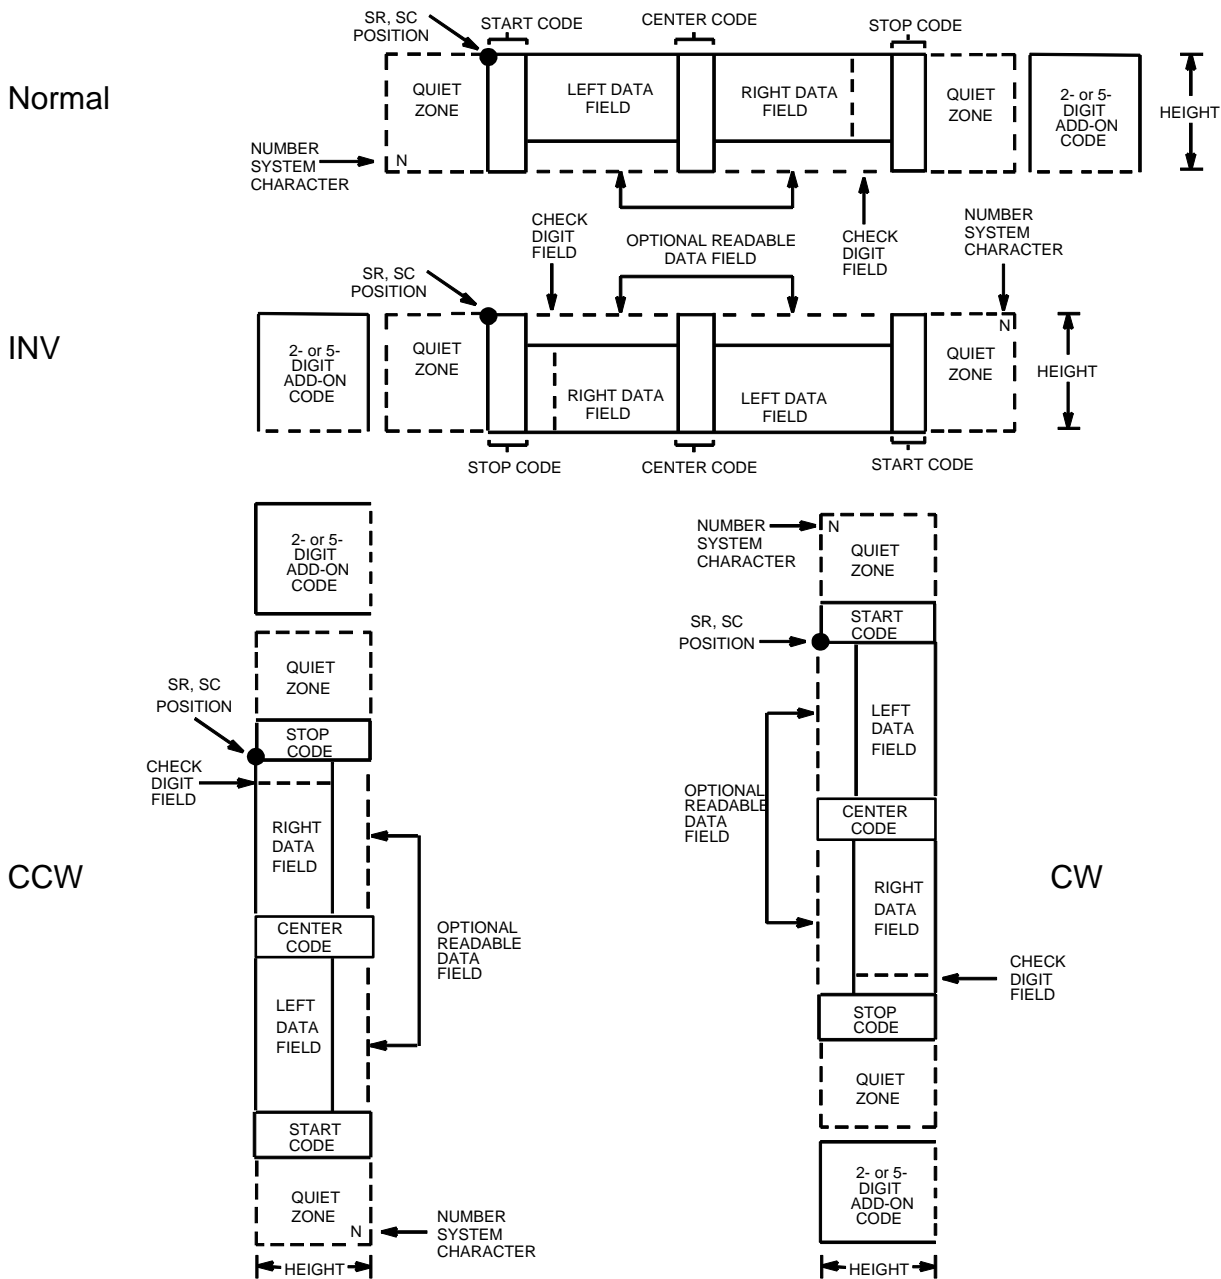 Normal
SR, SC
POSITION
START CODE
CENTER CODE
STOP CODE
QUIET
ZONE
LEFT DATA
FIELD
RIGHT DATA
FIELD
QUIET
ZONE
2- or 5-
DIGIT
ADD-ON
CODE
HEIGHT
NUMBER
SYSTEM
CHARACTER
N
CHECK
DIGIT
FIELD
OPTIONAL READABLE
DATA FIELD
CHECK
DIGIT
FIELD
NUMBER
SYSTEM
CHARACTER
INV
SR, SC
POSITION
2- or 5-
DIGIT
ADD-ON
CODE
QUIET
ZONE
RIGHT DATA
FIELD
LEFT DATA
FIELD
N
QUIET
ZONE
HEIGHT
STOP CODE
CENTER CODE
START CODE
CCW
2- or 5-
DIGIT
ADD-ON
CODE
QUIET
ZONE
SR, SC
POSITION
STOP
CODE
CHECK
DIGIT
FIELD
RIGHT
DATA
FIELD
CENTER
CODE
OPTIONAL
READABLE
DATA
FIELD
LEFT
DATA
FIELD
START
CODE
QUIET
ZONE
N
NUMBER
SYSTEM
CHARACTER
HEIGHT
CW
NUMBER
SYSTEM
CHARACTER
N
QUIET
ZONE
START
CODE
SR, SC
POSITION
LEFT
DATA
FIELD
OPTIONAL
READABLE
DATA
FIELD
CENTER
CODE
RIGHT
DATA
FIELD
CHECK
DIGIT
FIELD
STOP
CODE
QUIET
ZONE
2- or 5-
DIGIT
ADD-ON
CODE
HEIGHT